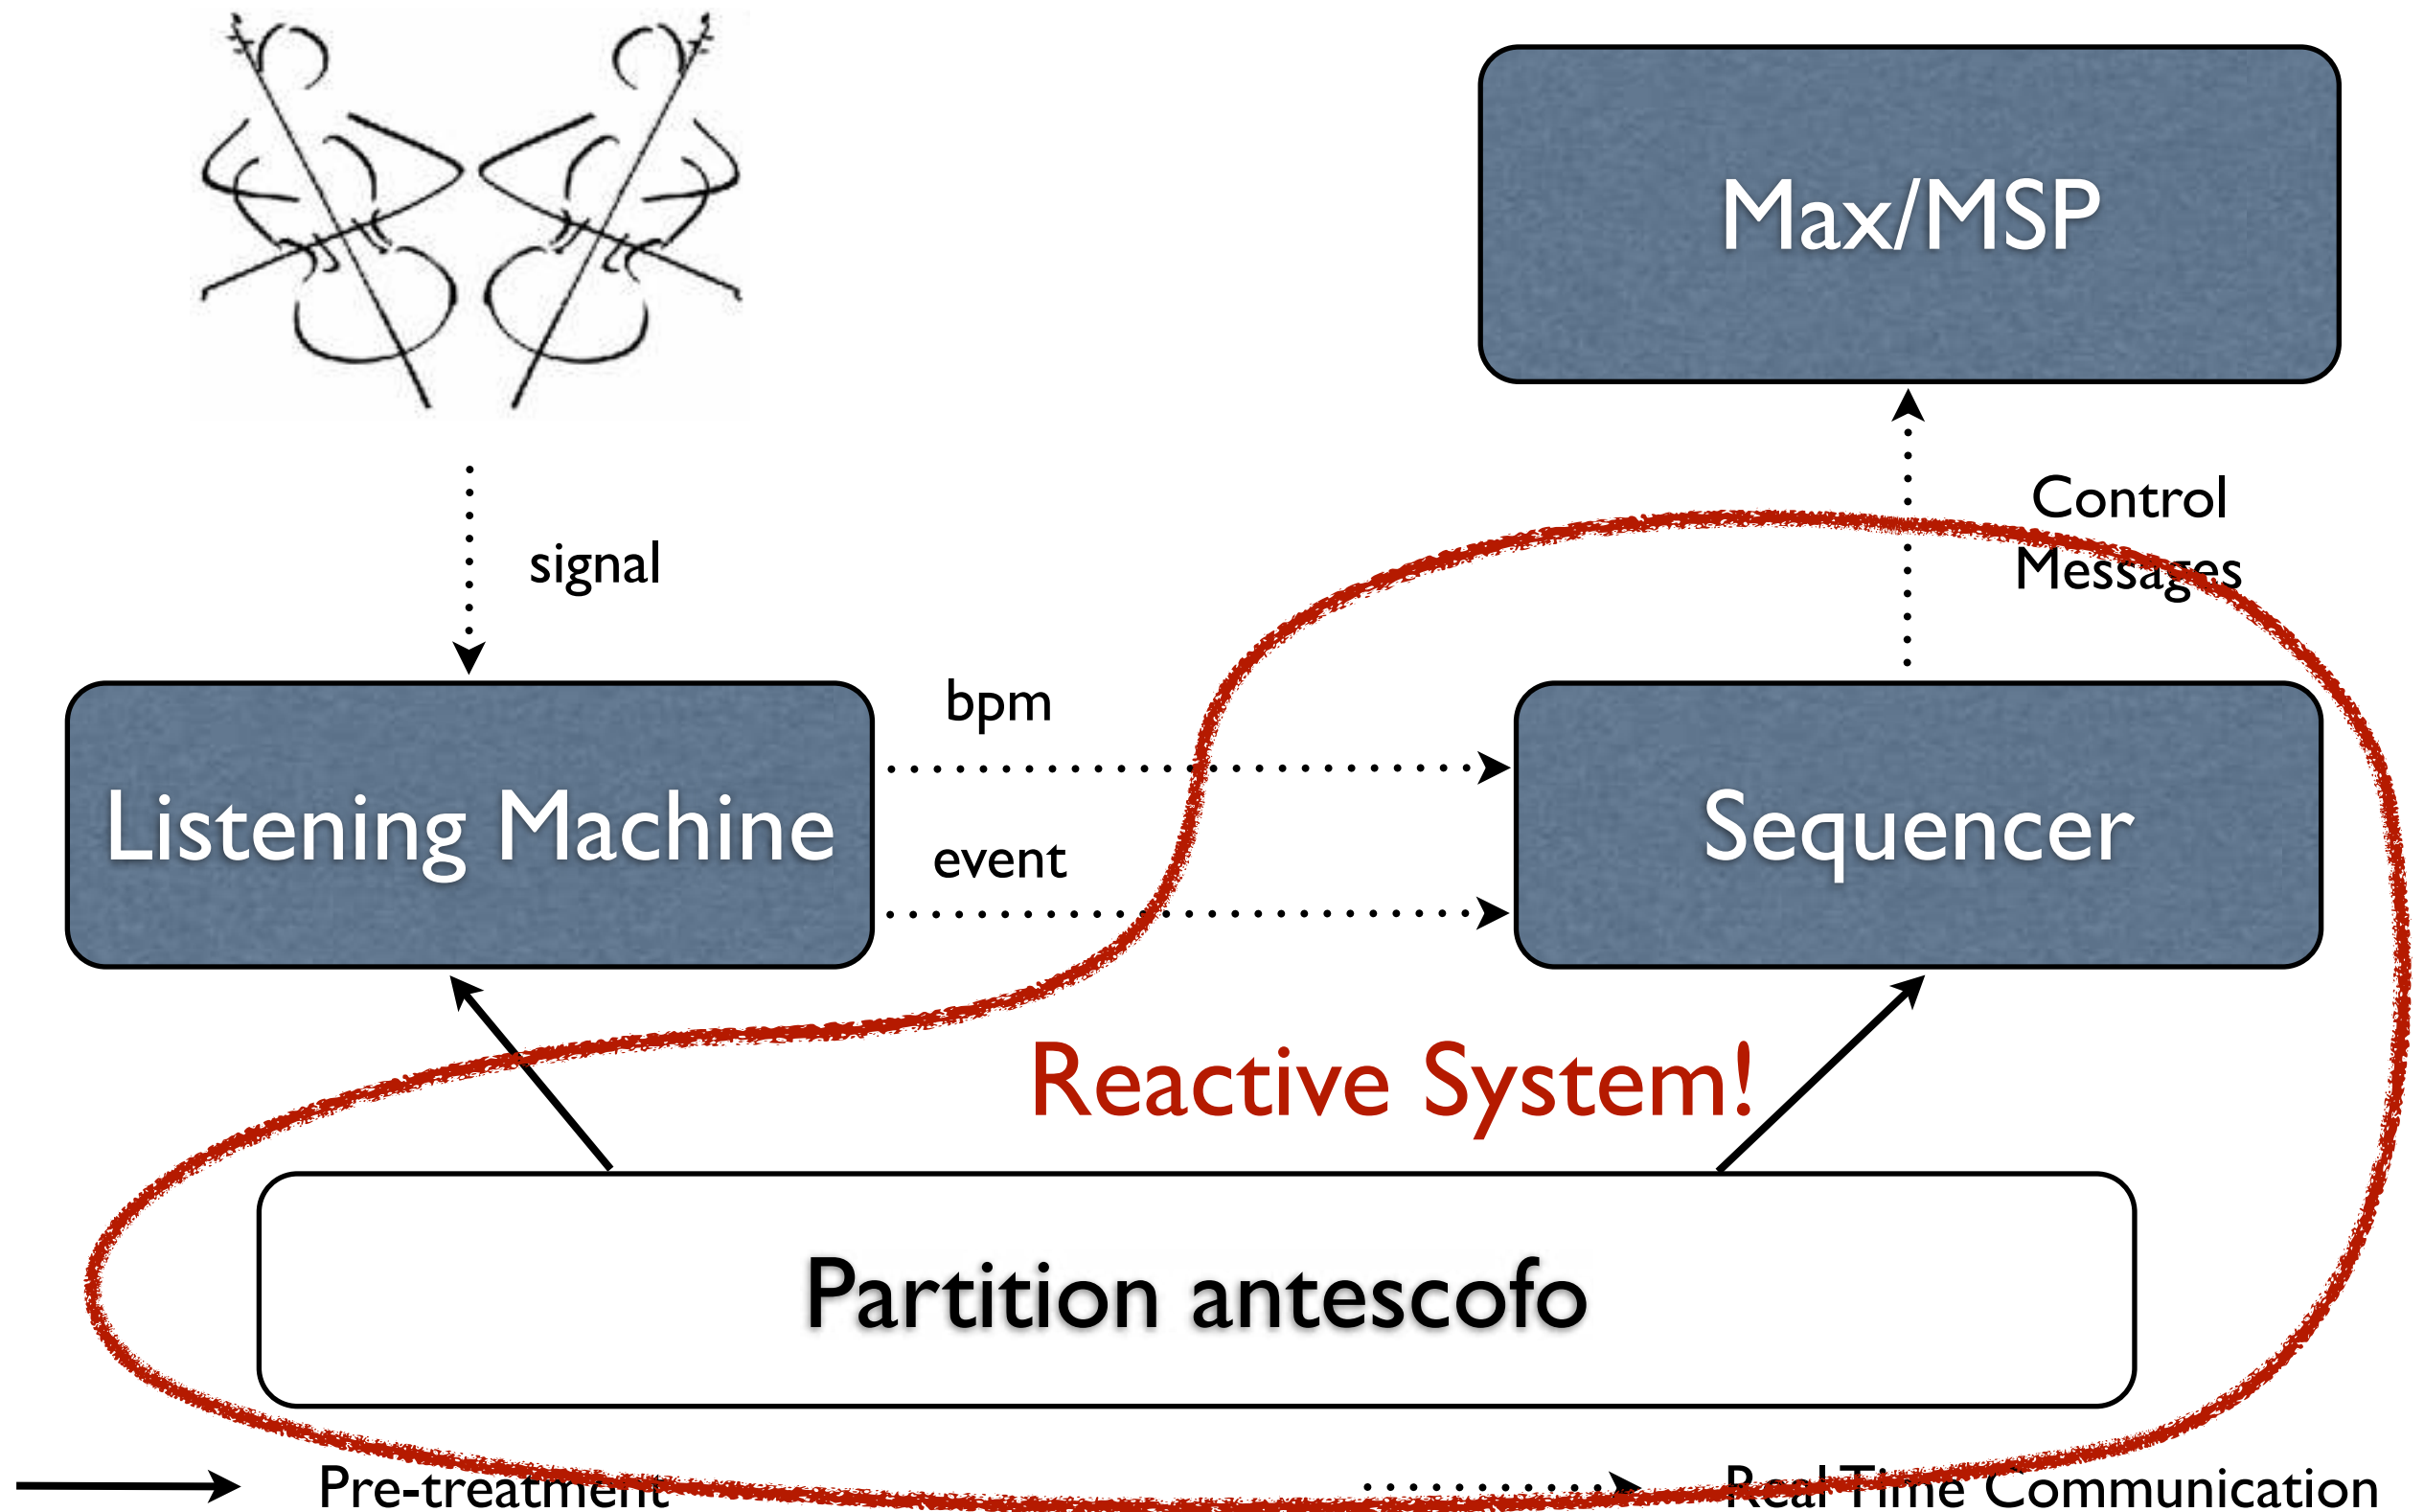 Max/MSP
Control
Messages
signal
bpm
Listening Machine
Sequencer
event
Reactive System!
Partition antescofo
Pre-treatment
Real Time Communication